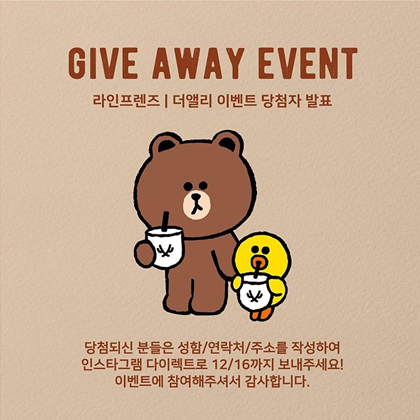 GIVE AWAY EVENT
라인프렌즈 | 더앨리 이벤트 당첨자 발표
당첨되신 분들은 성함/연락처/주소를 작성하여
인스타그램 다이렉트로 12/16까지 보내주세요!
이벤트에 참여해주셔서 감사합니다.